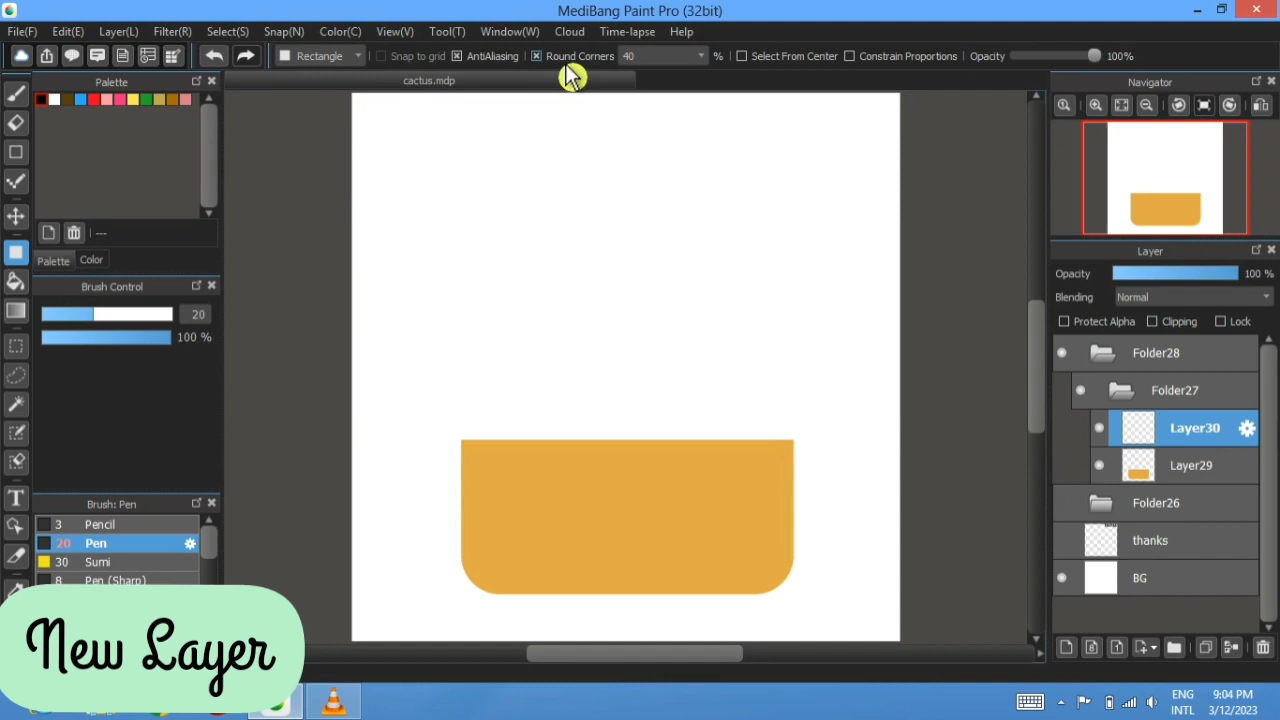 MediBang Paint Pro (32bit)
File(F) Edit(E) Layer(L) Filter(R) Select(S) Snap(N) Color(C) View(V) Tool(T) Window(W) Cloud Time-lapse Help
Rectangle Snap to grid AntiAliasing Round Corners 40 % Select From Center Constrain Proportions Opacity 100%
Palette
cactus.mdp
Navigator
---
Palette Color
Brush Control
20
100 %
Layer
Opacity 100 %
Blending Normal
Protect Alpha Clipping Lock
Folder28
Folder27
Layer30
Layer29
Folder26
thanks
BG
Brush: Pen
3 Pencil
20 Pen
30 Sumi
8 Pen (Sharp)
New Layer
ENG
INTL
9:04 PM
3/12/2023